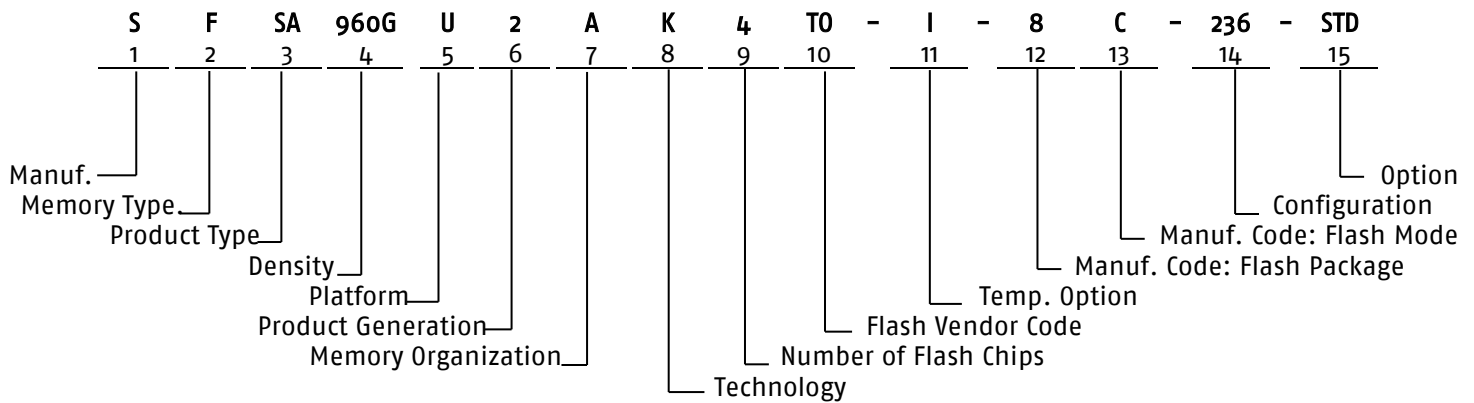 S F SA 960G U 2 A K 4 TO - I - 8 C - 236 - STD
1 2 3 4 5 6 7 8 9 10 11 12 13 14 15
Manuf. Option
Memory Type. Configuration
Product Type Manuf. Code: Flash Mode
Density Manuf. Code: Flash Package
Platform Temp. Option
Product Generation Flash Vendor Code
Memory Organization Number of Flash Chips
Technology